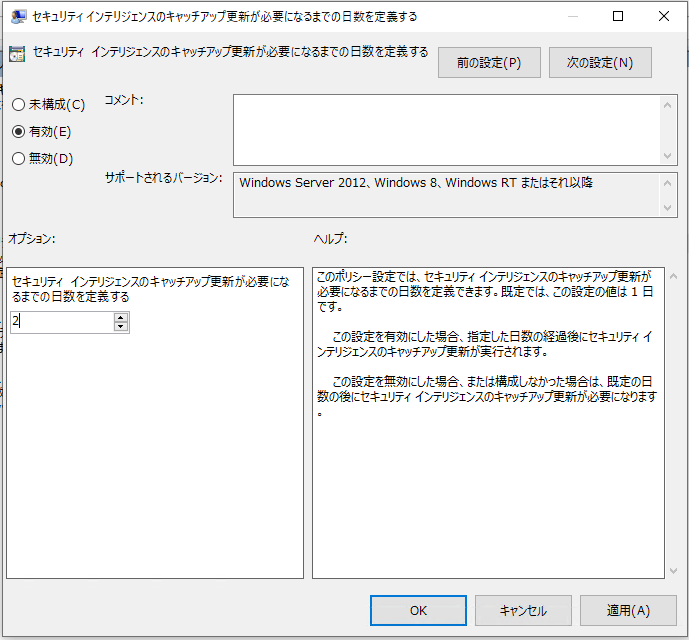 セキュリティ インテリジェンスのキャッチアップ更新が必要になるまでの日数を定義する
セキュリティ インテリジェンスのキャッチアップ更新が必要になるまでの日数を定義する
前の設定(P)
次の設定(N)
未構成(C)
有効(E)
無効(D)
コメント:
サポートされるバージョン:
Windows Server 2012、Windows 8、Windows RT またはそれ以降
オプション:
ヘルプ:
セキュリティ インテリジェンスのキャッチアップ更新が必要にな
るまでの日数を定義する
2
このポリシー設定では、セキュリティ インテリジェンスのキャッチアップ更新が
必要になるまでの日数を定義できます。既定では、この設定の値は 1 日
です。
この設定を有効にした場合、指定した日数の経過後にセキュリティ イ
ンテリジェンスのキャッチアップ更新が実行されます。
この設定を無効にした場合、または構成しなかった場合は、既定の日
数の後にセキュリティ インテリジェンスのキャッチアップ更新が必要になります
。
OK
キャンセル
適用(A)